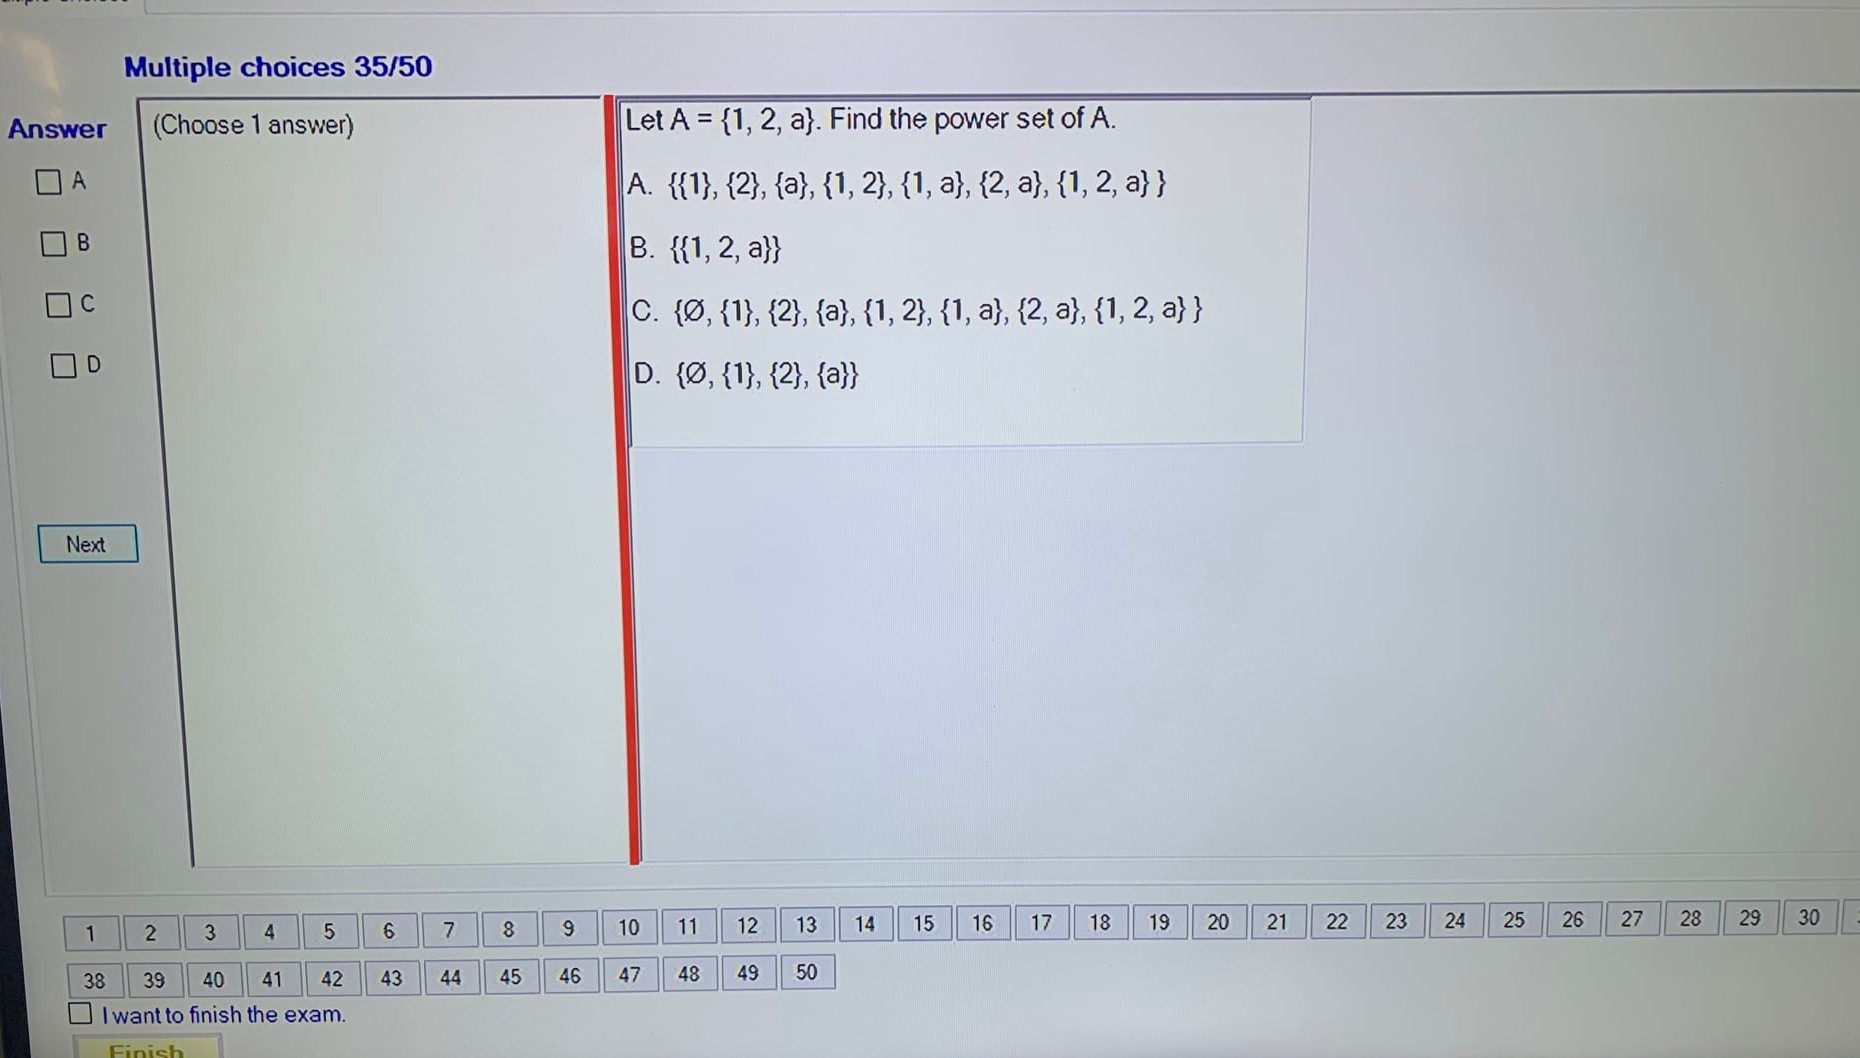 Multiple choices 35/50
Answer
(Choose 1 answer)
A
B
C
D
Next
Let A = {1, 2, a}. Find the power set of A.
A. {{1}, {2}, {a}, {1, 2}, {1, a}, {2, a}, {1, 2, a} }
B. {{1, 2, a}}
C. {Ø, {1}, {2}, {a}, {1, 2}, {1, a}, {2, a}, {1, 2, a} }
D. {Ø, {1}, {2}, {a}}
1 2 3 4 5 6 7 8 9 10 11 12 13 14 15 16 17 18 19 20 21 22 23 24 25 26 27 28 29 30
38 39 40 41 42 43 44 45 46 47 48 49 50
I want to finish the exam.
Finish